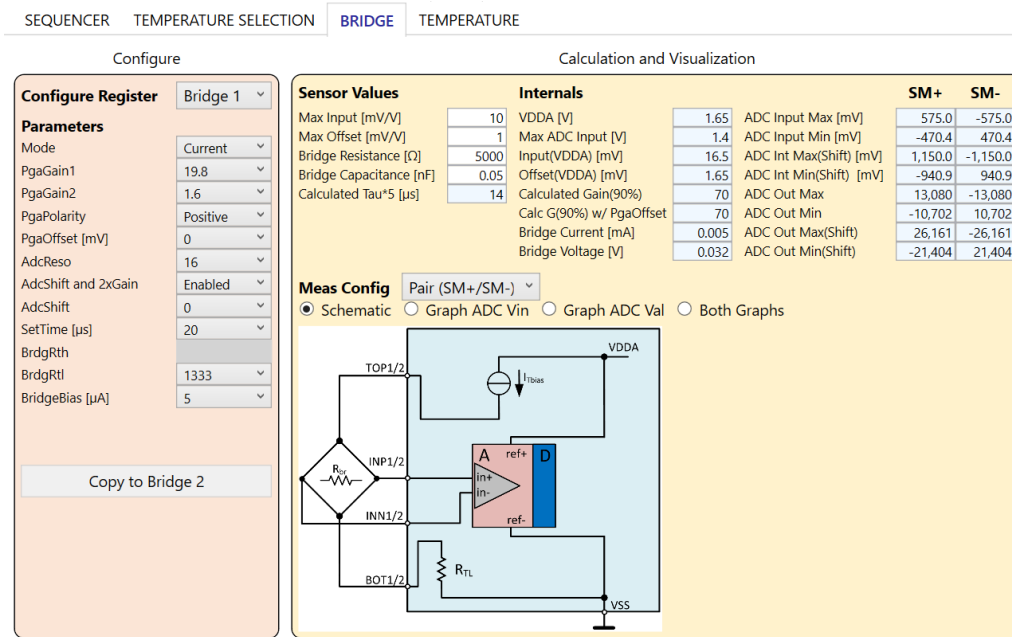 SEQUENCER TEMPERATURE SELECTION BRIDGE TEMPERATURE
Configure
Configure Register Bridge 1
Parameters
Mode Current
PgaGain1 19.8
PgaGain2 1.6
PgaPolarity Positive
PgaOffset [mV] 0
AdcReso 16
AdcShift and 2xGain Enabled
AdcShift 0
SetTime [µs] 20
BrdgRth
BrdgRtl 1333
BridgeBias [µA] 5
Copy to Bridge 2
Calculation and Visualization
Sensor Values
Max Input [mV/V] 10
Max Offset [mV/V] 1
Bridge Resistance [Ω] 5000
Bridge Capacitance [nF] 0.05
Calculated Tau*5 [µs] 14
Internals
VDDA [V] 1.65
Max ADC Input [V] 1.4
Input(VDDA) [mV] 16.5
Offset(VDDA) [mV] 1.65
Calculated Gain(90%) 70
Calc G(90%) w/ PgaOffset 70
Bridge Current [mA] 0.005
Bridge Voltage [V] 0.032
SM+ SM-
ADC Input Max [mV] 575.0 -575.0
ADC Input Min [mV] -470.4 470.4
ADC Int Max(Shift) [mV] 1,150.0 -1,150.0
ADC Int Min(Shift) [mV] -940.9 940.9
ADC Out Max 13,080 -13,080
ADC Out Min -10,702 10,702
ADC Out Max(Shift) 26,161 -26,161
ADC Out Min(Shift) -21,404 21,404
Meas Config Pair (SM+/SM-)
Schematic Graph ADC Vin Graph ADC Val Both Graphs
VDDA
TOP1/2
ITbias
INP1/2
A ref+ D
Rbr
in+
in-
INN1/2
ref-
BOT1/2
RTL
VSS